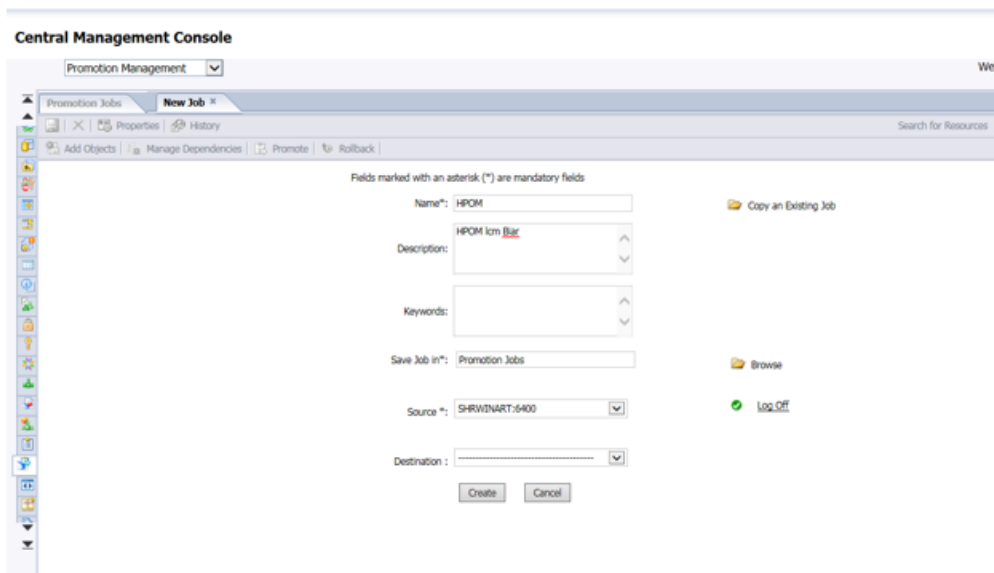 Central Management Console
Promotion Management
We
Promotion Jobs New Job ×
Properties History Search for Resources
Add Objects Manage Dependencies Promote Rollback
Fields marked with an asterisk (*) are mandatory fields
Name*: HPOM Copy an Existing Job
Description: HPOM lcm Biar
Keywords:
Save Job in*: Promotion Jobs Browse
Source *: SHRWINART:6400 Log Off
Destination : ----------------------------------------
Create Cancel